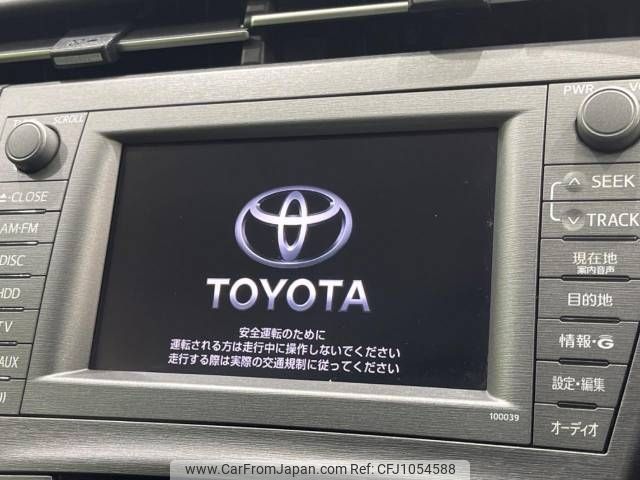 SCROLL
PWR
CLOSE
AM·FM
DISC
HDD
TV
AUX
SEEK
TRACK
現在地
案内音声
目的地
情報·G
設定·編集
オーディオ
TOYOTA
安全運転のために
運転される方は走行中に操作しないでください
走行する際は実際の交通規制に従ってください
100039
www.CarFromJapan.com - CFJ1054588